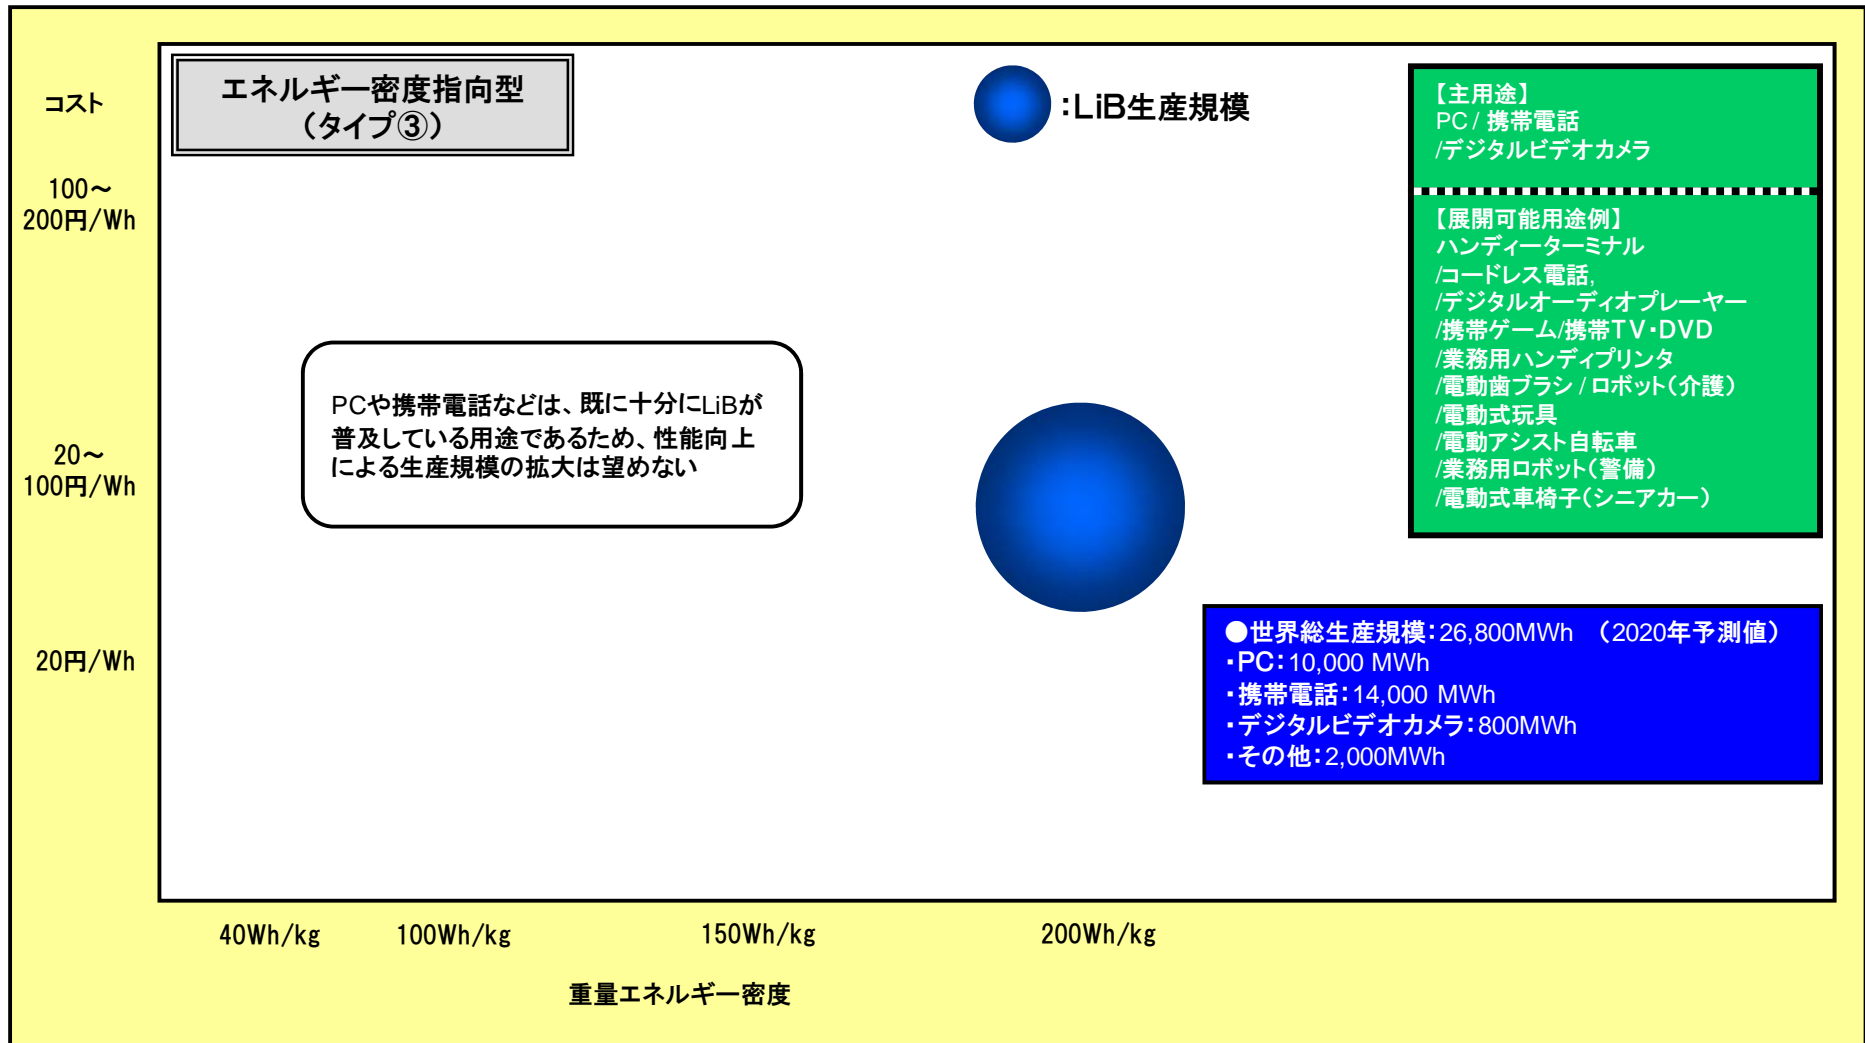 エネルギー密度指向型
（タイプ③）
：LiB生産規模
コスト
100～
200円/Wh
20～
100円/Wh
20円/Wh
PCや携帯電話などは、既に十分にLiBが
普及している用途であるため、性能向上
による生産規模の拡大は望めない
【主用途】
PC / 携帯電話
/デジタルビデオカメラ
【展開可能用途例】
ハンディーターミナル
/コードレス電話,
/デジタルオーディオプレーヤー
/携帯ゲーム/携帯TV・DVD
/業務用ハンディプリンタ
/電動歯ブラシ / ロボット（介護）
/電動式玩具
/電動アシスト自転車
/業務用ロボット（警備）
/電動式車椅子（シニアカー）
●世界総生産規模：26,800MWh （2020年予測値）
・PC：10,000 MWh
・携帯電話：14,000 MWh
・デジタルビデオカメラ：800MWh
・その他：2,000MWh
40Wh/kg 100Wh/kg 150Wh/kg 200Wh/kg
重量エネルギー密度